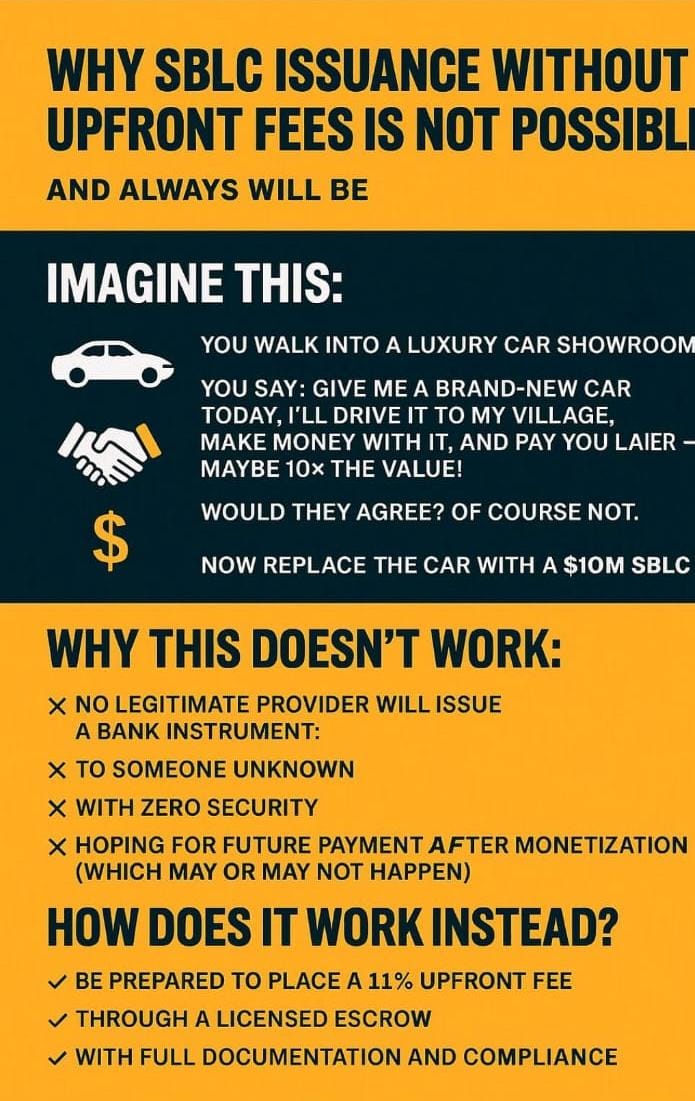 WHY SBLC ISSUANCE WITHOUT
UPFRONT FEES IS NOT POSSIBL
AND ALWAYS WILL BE
IMAGINE THIS:
YOU WALK INTO A LUXURY CAR SHOWROOM
YOU SAY: GIVE ME A BRAND-NEW CAR
TODAY, I'LL DRIVE IT TO MY VILLAGE,
MAKE MONEY WITH IT, AND PAY YOU LAIER –
MAYBE 10× THE VALUE!
$
WOULD THEY AGREE? OF COURSE NOT.
NOW REPLACE THE CAR WITH A $10M SBLC
WHY THIS DOESN'T WORK:
× NO LEGITIMATE PROVIDER WILL ISSUE
A BANK INSTRUMENT:
× TO SOMEONE UNKNOWN
× WITH ZERO SECURITY
× HOPING FOR FUTURE PAYMENT AFTER MONETIZATION
(WHICH MAY OR MAY NOT HAPPEN)
HOW DOES IT WORK INSTEAD?
✓ BE PREPARED TO PLACE A 11% UPFRONT FEE
✓ THROUGH A LICENSED ESCROW
✓ WITH FULL DOCUMENTATION AND COMPLIANCE